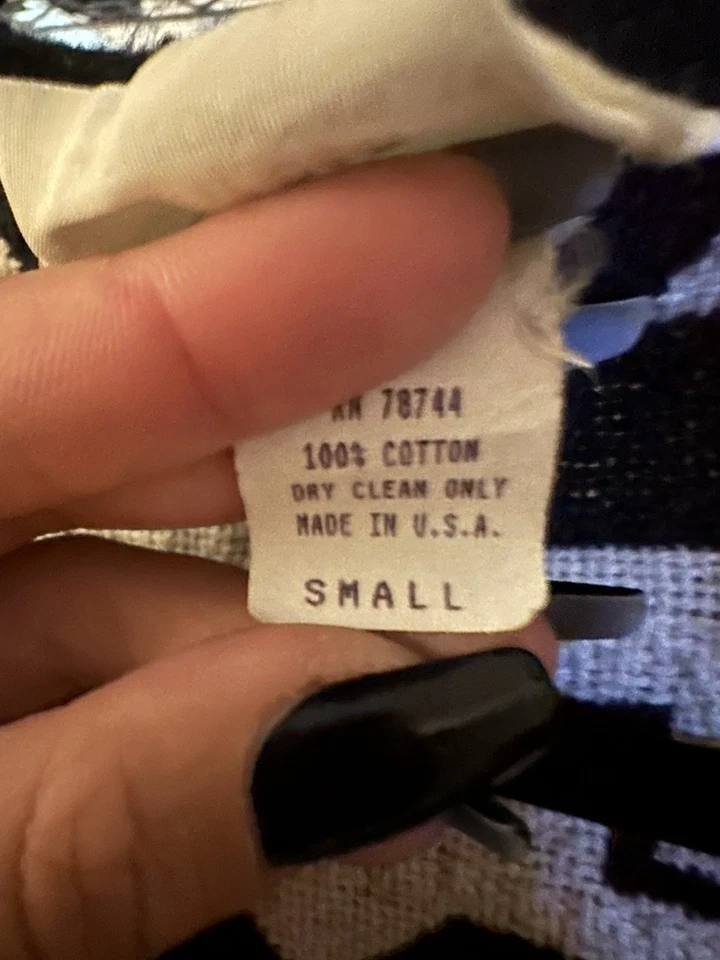 RN 78744
100% COTTON
DRY CLEAN ONLY
MADE IN U.S.A.
SMALL